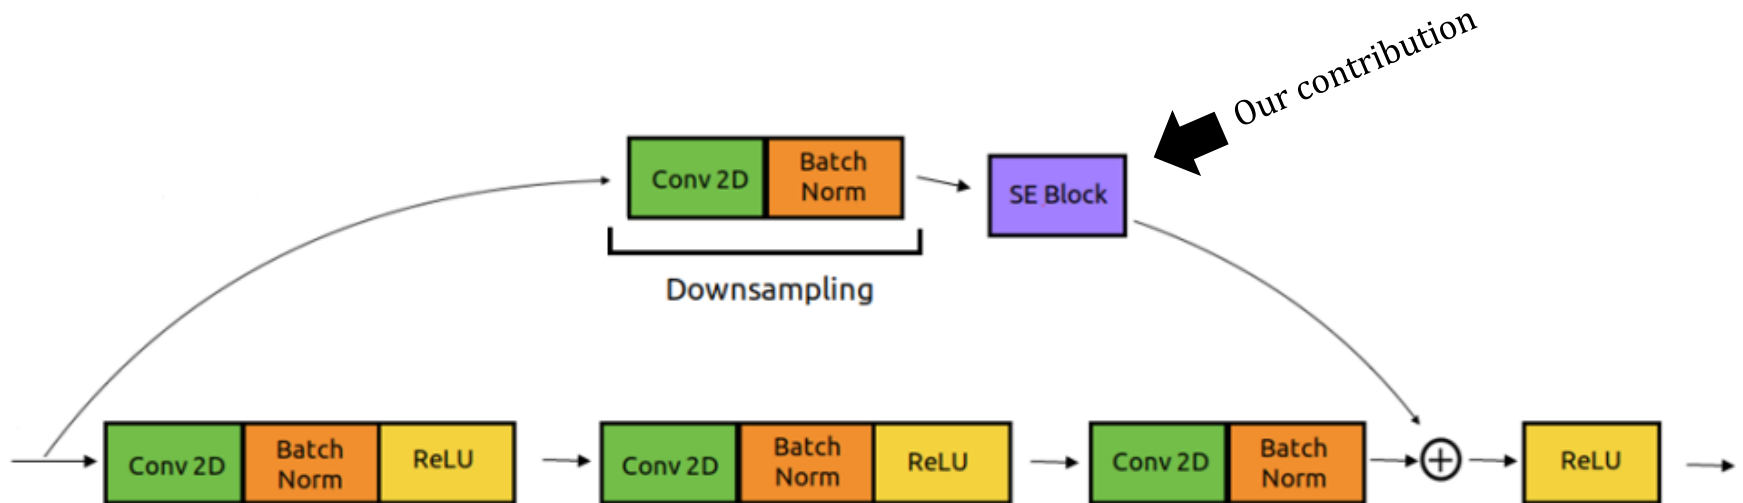 Our contribution
Conv 2D
Batch
Norm
SE Block
Downsampling
Conv 2D
Batch
Norm
ReLU
Conv 2D
Batch
Norm
ReLU
Conv 2D
Batch
Norm
ReLU